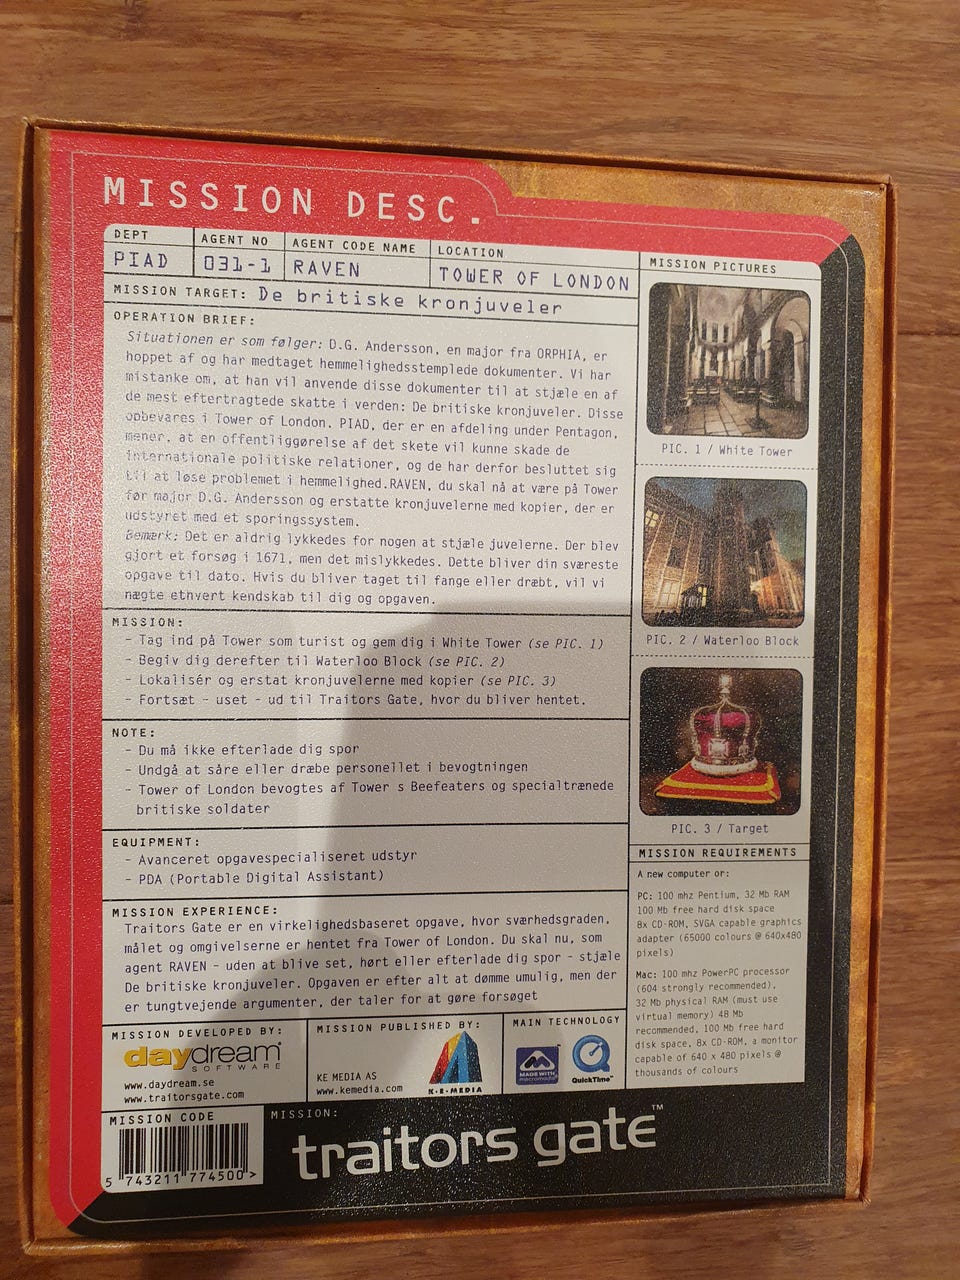 MISSION DESC.
DEPT
PIAD
AGENT NO
031-1
AGENT CODE NAME
RAVEN
LOCATION
TOWER OF LONDON
MISSION TARGET: De britiske kronjuveler
OPERATION BRIEF:
Situationen er som følger: D.G. Andersson, en major fra ORPHIA, er
hoppet af og har medtaget hemmelighedsstemplede dokumenter. Vi har
mistanke om, at han vil anvende disse dokumenter til at stjæle en af
de mest eftertragtede skatte i verden: De britiske kronjuveler. Disse
opbevares i Tower of London. PIAD, der er en afdeling under Pentagon,
mener, at en offentliggørelse af det skete vil kunne skade de
internationale politiske relationer, og de har derfor besluttet sig
til at løse problemet i hemmelighed.RAVEN, du skal nå at være på Tower
før major D.G. Andersson og erstatte kronjuvelerne med kopier, der er
udstyret med et sporingssystem.
Bemærk: Det er aldrig lykkedes for nogen at stjæle juvelerne. Der blev
gjort et forsøg i 1671, men det mislykkedes. Dette bliver din sværeste
opgave til dato. Hvis du bliver taget til fange eller dræbt, vil vi
nægte ethvert kendskab til dig og opgaven.
MISSION:
- Tag ind på Tower som turist og gem dig i White Tower (se PIC. 1)
- Begiv dig derefter til Waterloo Block (se PIC. 2)
- Lokalisér og erstat kronjuvelerne med kopier (se PIC. 3)
- Fortsæt - uset - ud til Traitors Gate, hvor du bliver hentet.
NOTE:
- Du må ikke efterlade dig spor
- Undgå at såre eller dræbe personellet i bevogtningen
- Tower of London bevogtes af Tower s Beefeaters og specialtrænede
britiske soldater
EQUIPMENT:
- Avanceret opgavespecialiseret udstyr
- PDA (Portable Digital Assistant)
MISSION EXPERIENCE:
Traitors Gate er en virkelighedsbaseret opgave, hvor sværhedsgraden,
målet og omgivelserne er hentet fra Tower of London. Du skal nu, som
agent RAVEN - uden at blive set, hørt eller efterlade dig spor - stjæle
De britiske kronjuveler. Opgaven er efter alt at dømme umulig, men der
er tungtvejende argumenter, der taler for at gøre forsøget
MISSION PICTURES
PIC. 1 / White Tower
PIC. 2 / Waterloo Block
PIC. 3 / Target
MISSION REQUIREMENTS
A new computer or:
PC: 100 mhz Pentium, 32 Mb RAM
100 Mb free hard disk space
8x CD-ROM, SVGA capable graphics
adapter (65000 colours @ 640x480
pixels)
Mac: 100 mhz PowerPC processor
(604 strongly recommended),
32 Mb physical RAM (must use
virtual memory) 48 Mb
recommended, 100 Mb free hard
disk space, 8x CD-ROM, a monitor
capable of 640 x 480 pixels @
thousands of colours
MISSION DEVELOPED BY:
daydream
SOFTWARE
www.daydream.se
www.traitorsgate.com
MISSION PUBLISHED BY:
KE MEDIA AS
www.kemedia.com
K·E·MEDIA
MAIN TECHNOLOGY
MADE WITH
macromedia
QuickTime™
MISSION CODE
5 743211 774500 >
MISSION:
traitors gate™